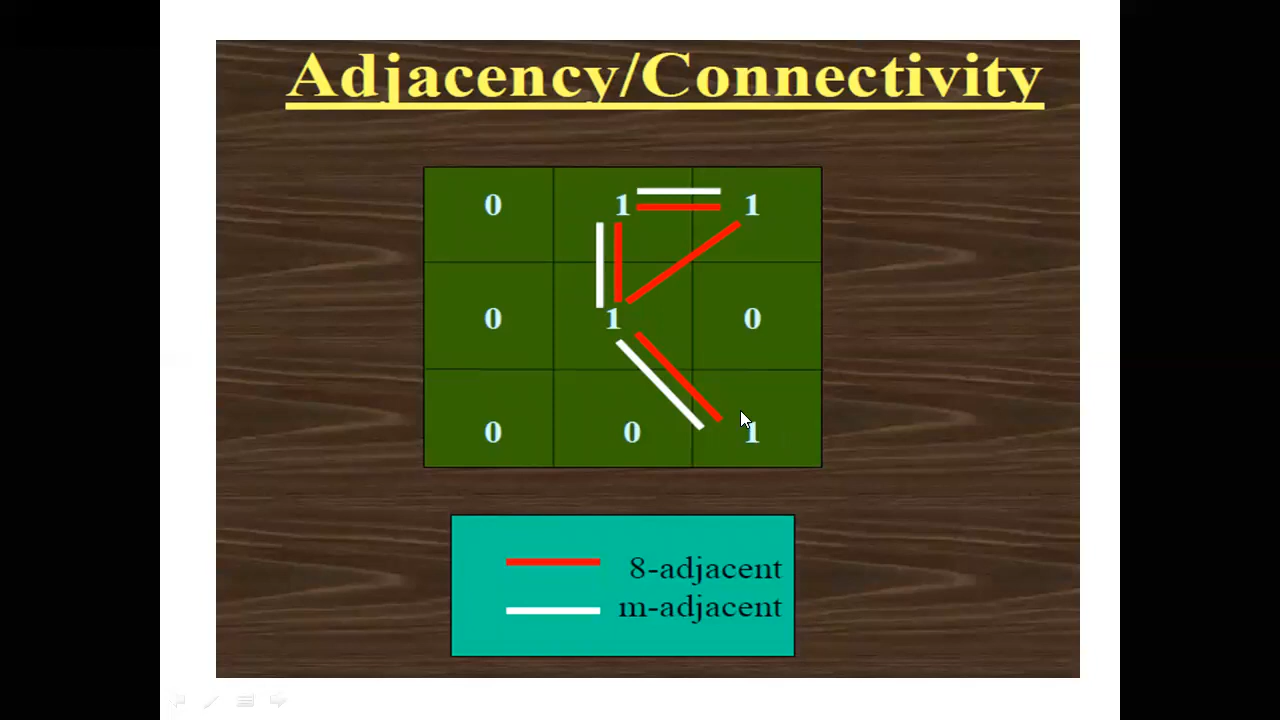 Adjacency/Connectivity
0 1 1
0 1 0
0 0 1
8-adjacent
m-adjacent